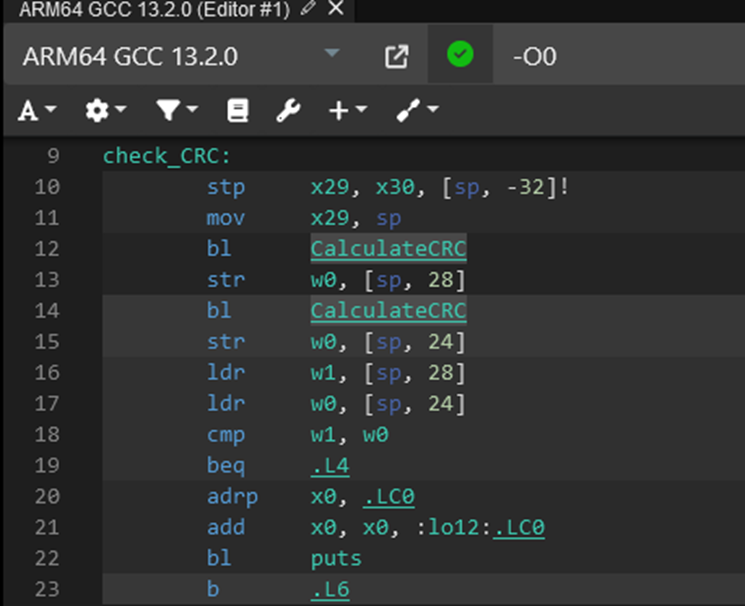 ARM64 GCC 13.2.0 (Editor #1)
ARM64 GCC 13.2.0 -O0
A
9 check_CRC:
10 stp x29, x30, [sp, -32]!
11 mov x29, sp
12 bl CalculateCRC
13 str w0, [sp, 28]
14 bl CalculateCRC
15 str w0, [sp, 24]
16 ldr w1, [sp, 28]
17 ldr w0, [sp, 24]
18 cmp w1, w0
19 beq .L4
20 adrp x0, .LC0
21 add x0, x0, :lo12:.LC0
22 bl puts
23 b .L6